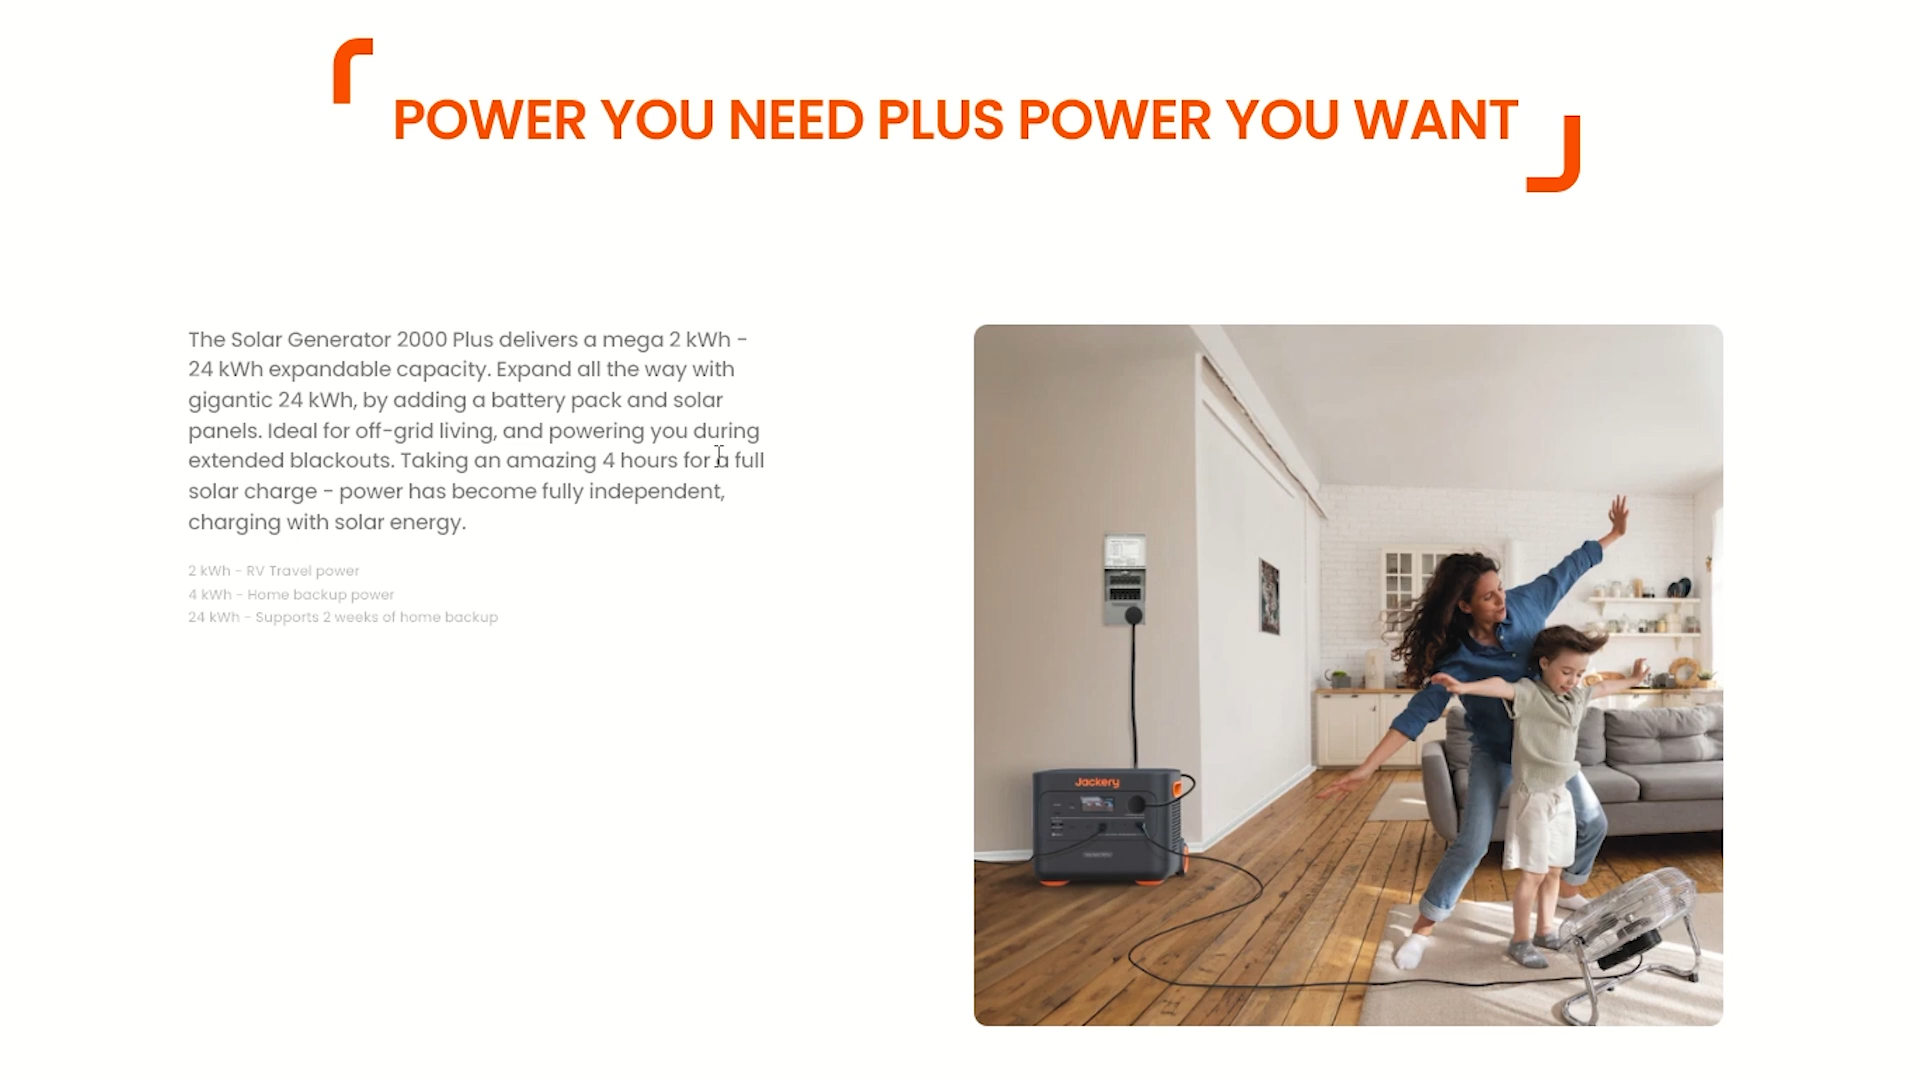 POWER YOU NEED PLUS POWER YOU WANT
The Solar Generator 2000 Plus delivers a mega 2 kWh -
24 kWh expandable capacity. Expand all the way with
gigantic 24 kWh, by adding a battery pack and solar
panels. Ideal for off-grid living, and powering you during
extended blackouts. Taking an amazing 4 hours for a full
solar charge - power has become fully independent,
charging with solar energy.
2 kWh - RV Travel power
4 kWh - Home backup power
24 kWh - Supports 2 weeks of home backup
Jackery